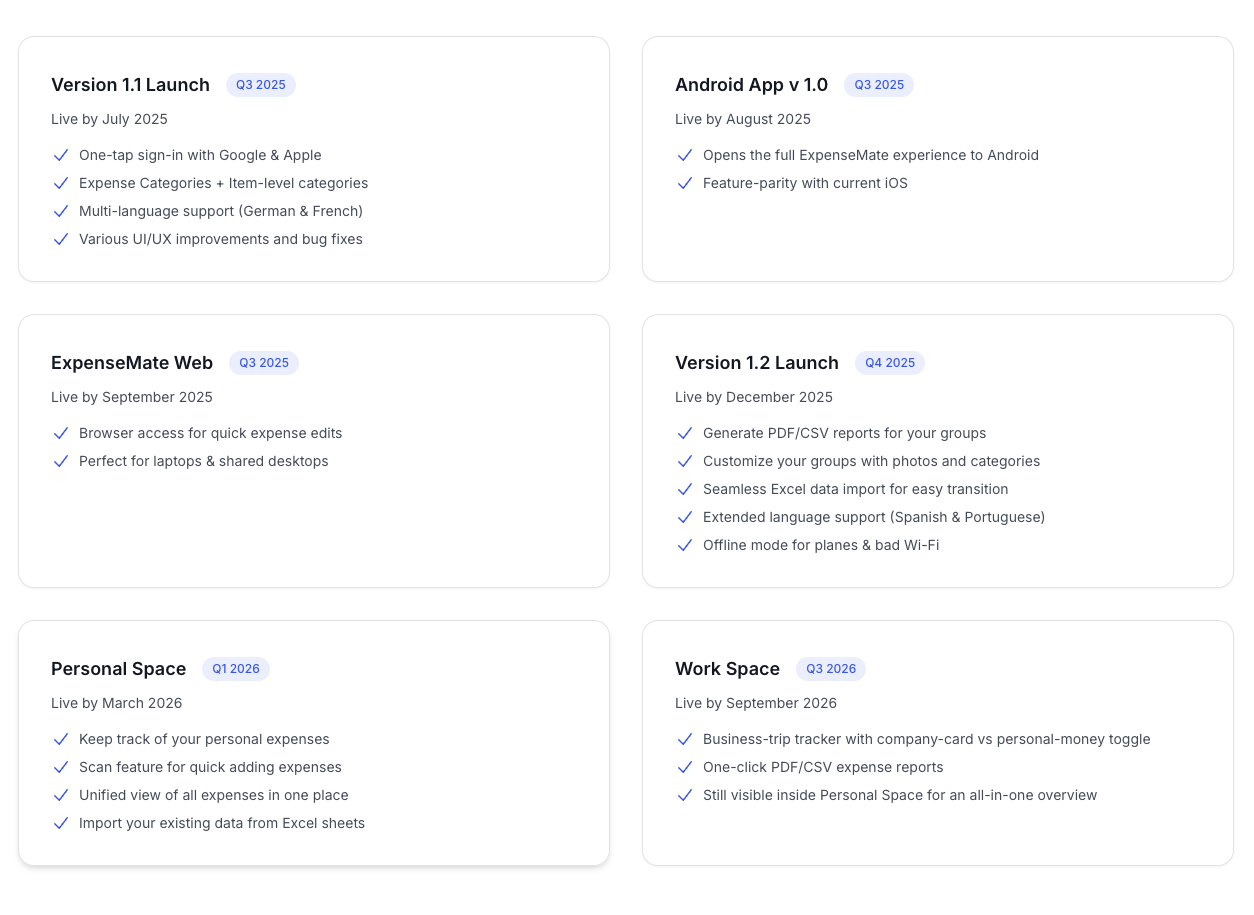 Version 1.1 Launch Q3 2025
Live by July 2025
One-tap sign-in with Google & Apple
Expense Categories + Item-level categories
Multi-language support (German & French)
Various UI/UX improvements and bug fixes
Android App v 1.0 Q3 2025
Live by August 2025
Opens the full ExpenseMate experience to Android
Feature-parity with current iOS
ExpenseMate Web Q3 2025
Live by September 2025
Browser access for quick expense edits
Perfect for laptops & shared desktops
Version 1.2 Launch Q4 2025
Live by December 2025
Generate PDF/CSV reports for your groups
Customize your groups with photos and categories
Seamless Excel data import for easy transition
Extended language support (Spanish & Portuguese)
Offline mode for planes & bad Wi-Fi
Personal Space Q1 2026
Live by March 2026
Keep track of your personal expenses
Scan feature for quick adding expenses
Unified view of all expenses in one place
Import your existing data from Excel sheets
Work Space Q3 2026
Live by September 2026
Business-trip tracker with company-card vs personal-money toggle
One-click PDF/CSV expense reports
Still visible inside Personal Space for an all-in-one overview